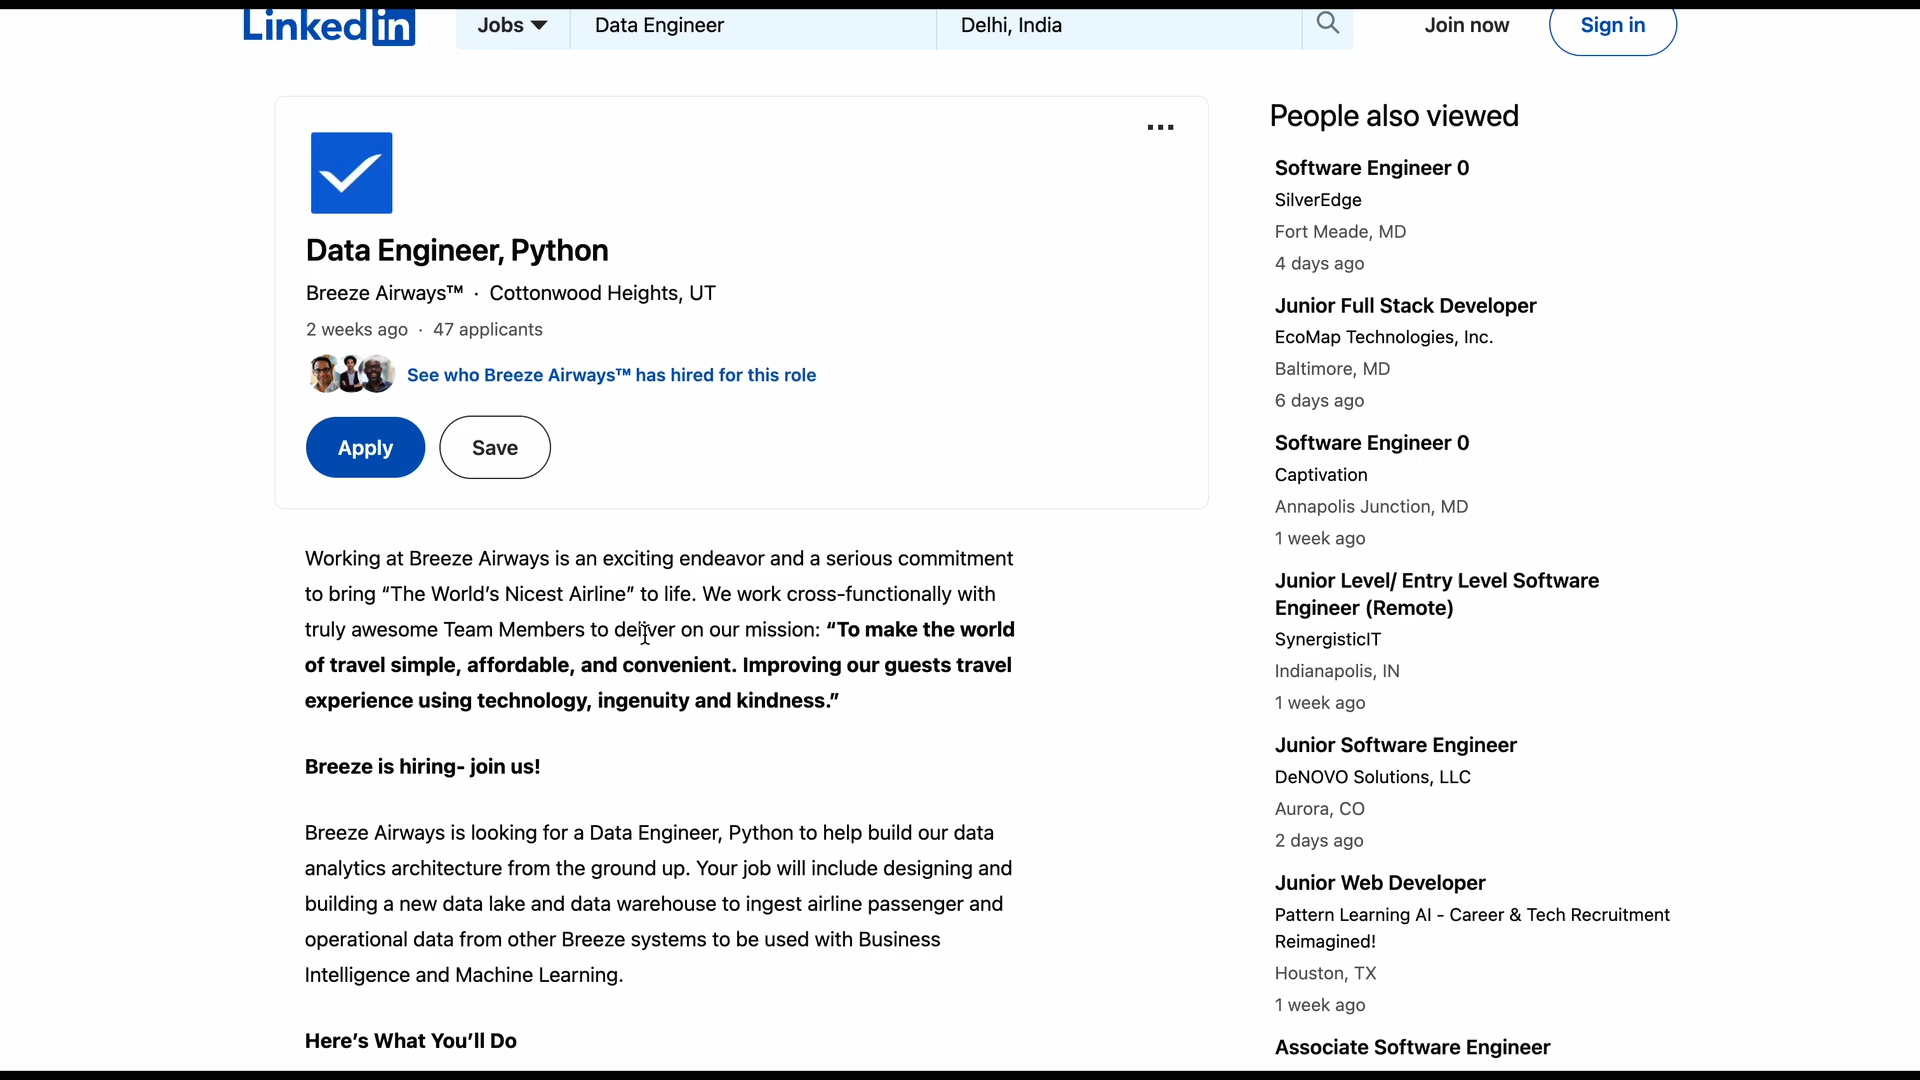 Linked in
Jobs
Data Engineer
Delhi, India
Join now
Sign in
Data Engineer, Python
Breeze Airways™ · Cottonwood Heights, UT
2 weeks ago · 47 applicants
See who Breeze Airways™ has hired for this role
Apply
Save
Working at Breeze Airways is an exciting endeavor and a serious commitment
to bring “The World’s Nicest Airline” to life. We work cross-functionally with
truly awesome Team Members to deliver on our mission: “To make the world
of travel simple, affordable, and convenient. Improving our guests travel
experience using technology, ingenuity and kindness.”
Breeze is hiring- join us!
Breeze Airways is looking for a Data Engineer, Python to help build our data
analytics architecture from the ground up. Your job will include designing and
building a new data lake and data warehouse to ingest airline passenger and
operational data from other Breeze systems to be used with Business
Intelligence and Machine Learning.
Here’s What You’ll Do
People also viewed
Software Engineer 0
SilverEdge
Fort Meade, MD
4 days ago
Junior Full Stack Developer
EcoMap Technologies, Inc.
Baltimore, MD
6 days ago
Software Engineer 0
Captivation
Annapolis Junction, MD
1 week ago
Junior Level/ Entry Level Software
Engineer (Remote)
SynergisticIT
Indianapolis, IN
1 week ago
Junior Software Engineer
DeNOVO Solutions, LLC
Aurora, CO
2 days ago
Junior Web Developer
Pattern Learning AI - Career & Tech Recruitment
Reimagined!
Houston, TX
1 week ago
Associate Software Engineer